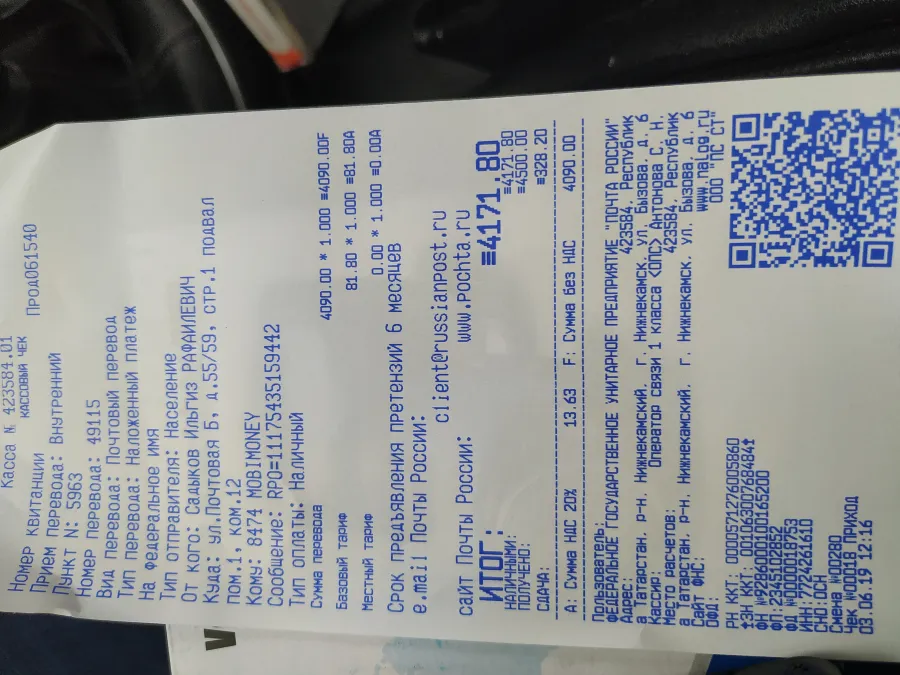 Касса № 423584.01
КАССОВЫЙ ЧЕК
Номер квитанции Прод061540
Прием перевода: Внутренний
Пункт N: 5963
Номер перевода: 49115
Вид перевода: Почтовый перевод
Тип перевода: Наложенный платеж
На Федеральное имя
Тип отправителя: Население
От кого: Садыков Ильгиз РАФАИЛЕВИЧ
Куда: ул.Почтовая Б, д.55/59, стр.1 подвал
пом.1, ком.12
Кому: 8474 MOBIMONEY
Сообщение: RPO=11175435159442
Тип оплаты: Наличный
Сумма перевода 4090.00 * 1.000 ≡4090.00F
Базовый тариф 81.80 * 1.000 ≡81.80A
Местный тариф 0.00 * 1.000 ≡0.00A
Срок предъявления претензий 6 месяцев
e.mail Почты России:
client@russianpost.ru
сайт Почты России: www.pochta.ru
ИТОГ: ≡4171.80
НАЛИЧНЫМИ: ≡4171.80
ПОЛУЧЕНО: ≡4500.00
СДАЧА: ≡328.20
A: Сумма НДС 20% 13.63 F: Сумма без НДС 4090.00
Пользователь:
ФЕДЕРАЛЬНОЕ ГОСУДАРСТВЕННОЕ УНИТАРНОЕ ПРЕДПРИЯТИЕ "ПОЧТА РОССИИ"
Адрес: 423584, Республик
а Татарстан. р-н. Нижнекамский. г. Нижнекамск. ул. Вызова. д. 6
Кассир: Оператор связи 1 класса <ОПС> Антонова С. Н.
Место расчетов: 423584, Республик
а Татарстан. р-н. Нижнекамский. г. Нижнекамск. ул. Вызова. д. 6
Сайт ФНС: www.nalog.ru
ОФД: ООО "ПС СТ"
РН ККТ: 0000571276005860
ЗН ККТ: 00106300768484
ФН №9286000100165200
ФП:2345102852
ФД №0000018753
ИНН:7724261610
СНО:ОСН
Смена №00280
Чек №00018 ПРИХОД
03.06.19 12:16